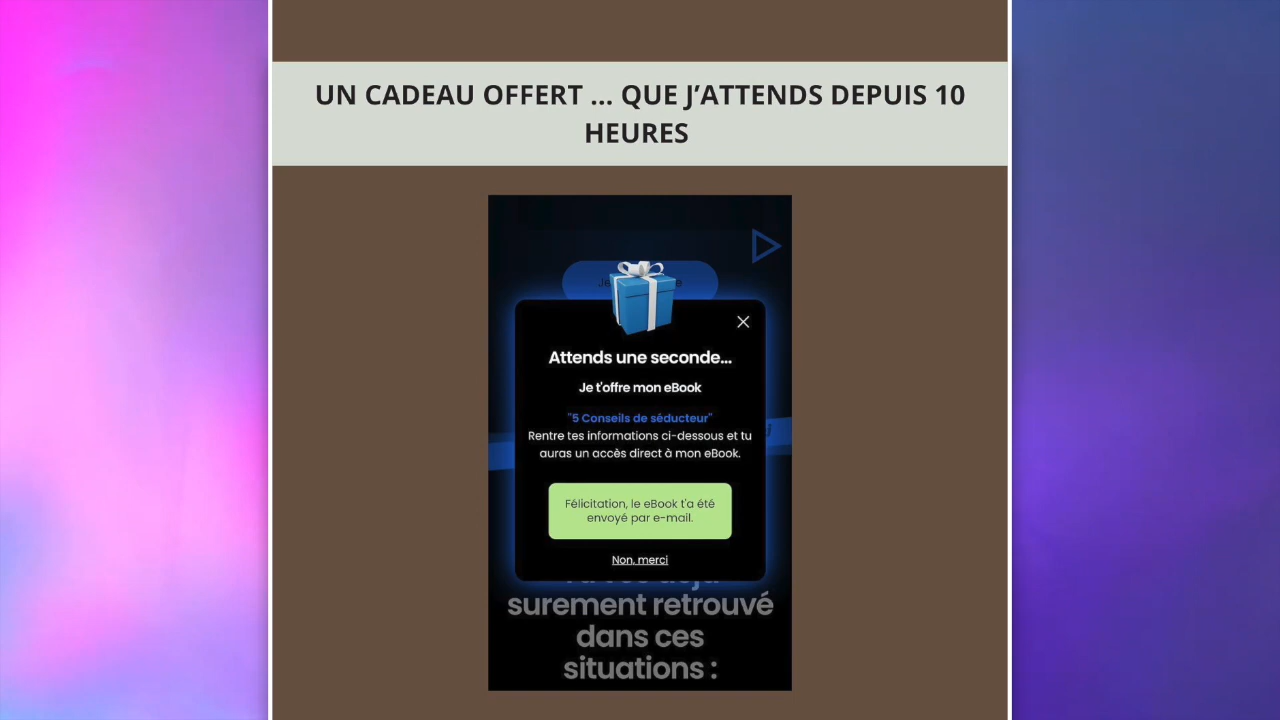 UN CADEAU OFFERT ... QUE J'ATTENDS DEPUIS 10
HEURES
Attends une seconde...
Je t'offre mon eBook
"5 Conseils de séducteur"
Rentre tes informations ci-dessous et tu
auras un accès direct à mon eBook.
Félicitation, le eBook t'a été
envoyé par e-mail.
Non, merci
surement retrouvé
dans ces
situations :